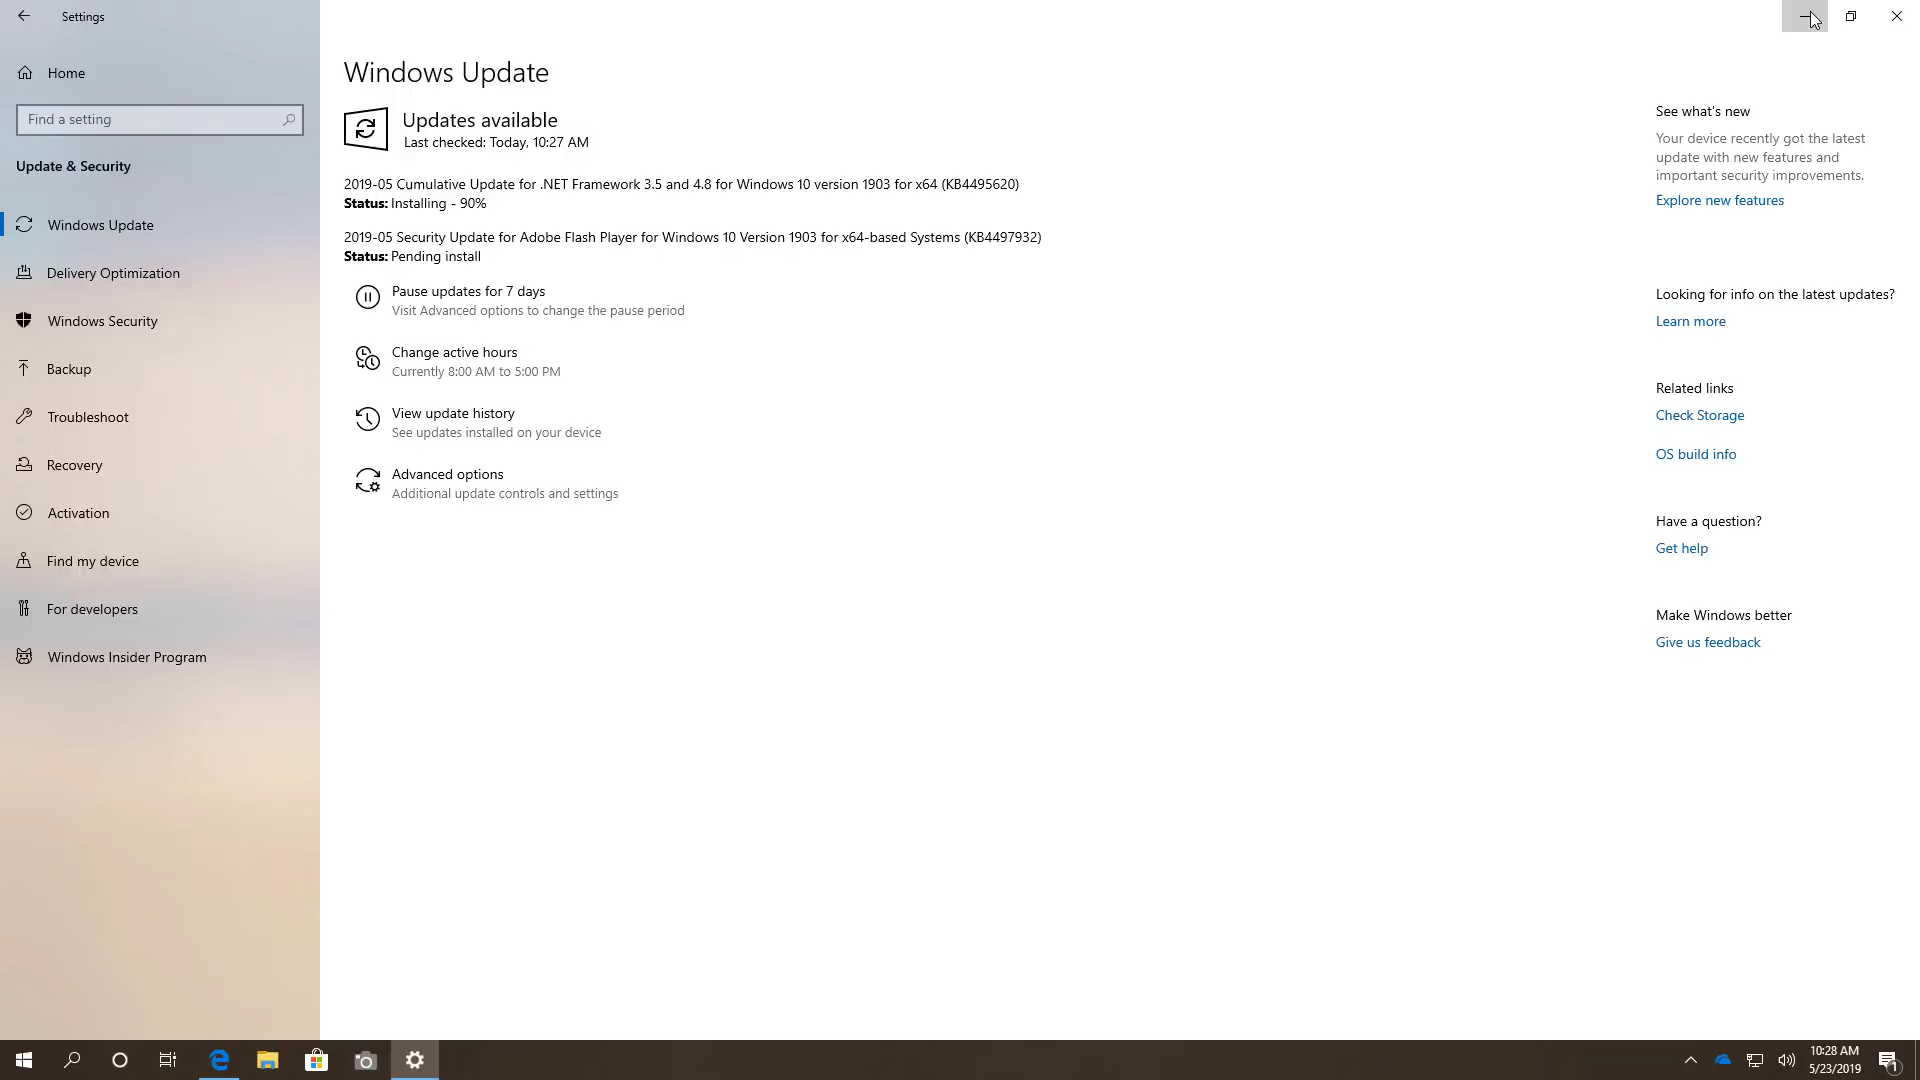 Settings
Home
Find a setting
Update & Security
Windows Update
Delivery Optimization
Windows Security
Backup
Troubleshoot
Recovery
Activation
Find my device
For developers
Windows Insider Program
Windows Update
Updates available
Last checked: Today, 10:27 AM
2019-05 Cumulative Update for .NET Framework 3.5 and 4.8 for Windows 10 version 1903 for x64 (KB4495620)
Status: Installing - 90%
2019-05 Security Update for Adobe Flash Player for Windows 10 Version 1903 for x64-based Systems (KB4497932)
Status: Pending install
Pause updates for 7 days
Visit Advanced options to change the pause period
Change active hours
Currently 8:00 AM to 5:00 PM
View update history
See updates installed on your device
Advanced options
Additional update controls and settings
See what's new
Your device recently got the latest
update with new features and
important security improvements.
Explore new features
Looking for info on the latest updates?
Learn more
Related links
Check Storage
OS build info
Have a question?
Get help
Make Windows better
Give us feedback
10:28 AM
5/23/2019
1